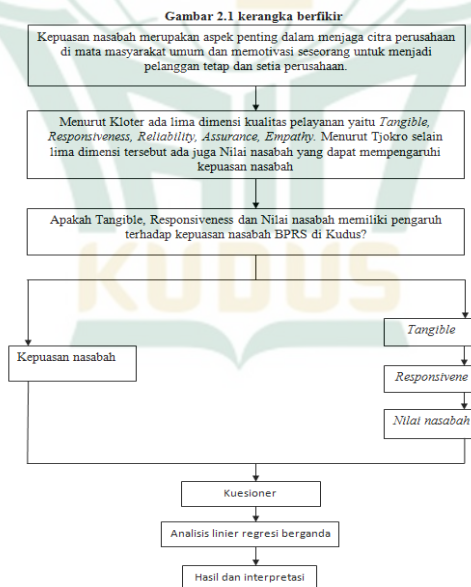 Gambar 2.1 kerangka berfikir
Kepuasan nasabah merupakan aspek penting dalam menjaga citra perusahaan
di mata masyarakat umum dan memotivasi seseorang untuk menjadi
pelanggan tetap dan setia perusahaan.
Menurut Kloter ada lima dimensi kualitas pelayanan yaitu Tangible,
Responsiveness, Reliability, Assurance, Empathy. Menurut Tjokro selain
lima dimensi tersebut ada juga Nilai nasabah yang dapat mempengaruhi
kepuasan nasabah
Apakah Tangible, Responsiveness dan Nilai nasabah memiliki pengaruh
terhadap kepuasan nasabah BPRS di Kudus?
KUDUS
Tangible
Kepuasan nasabah
Responsivene
Nilai nasabah
Kuesioner
Analisis linier regresi berganda
Hasil dan interpretasi